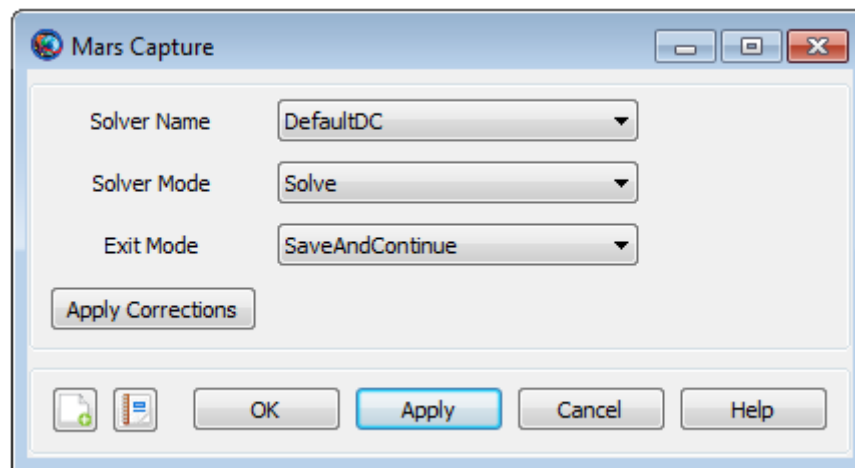 Mars Capture
Solver Name DefaultDC
Solver Mode Solve
Exit Mode SaveAndContinue
Apply Corrections
OK Apply Cancel Help